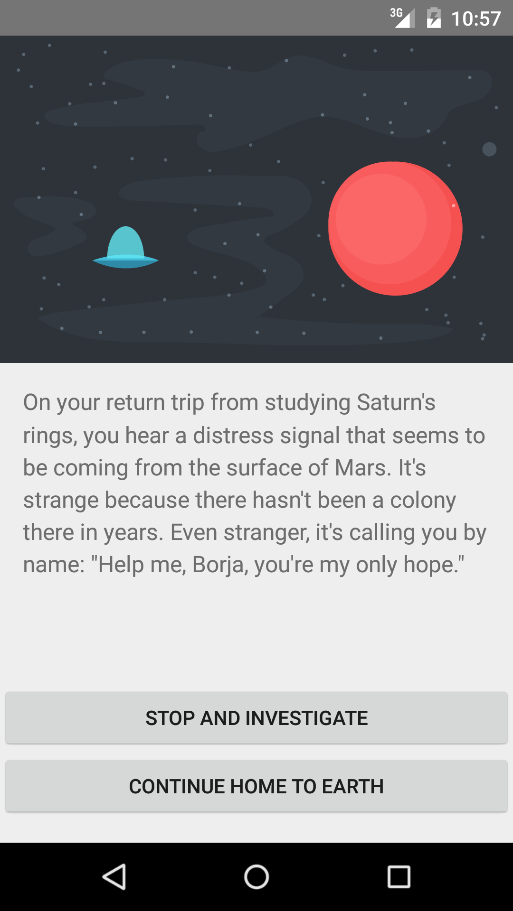 3G 10:57
On your return trip from studying Saturn's
rings, you hear a distress signal that seems to
be coming from the surface of Mars. It's
strange because there hasn't been a colony
there in years. Even stranger, it's calling you by
name: "Help me, Borja, you're my only hope."
STOP AND INVESTIGATE
CONTINUE HOME TO EARTH